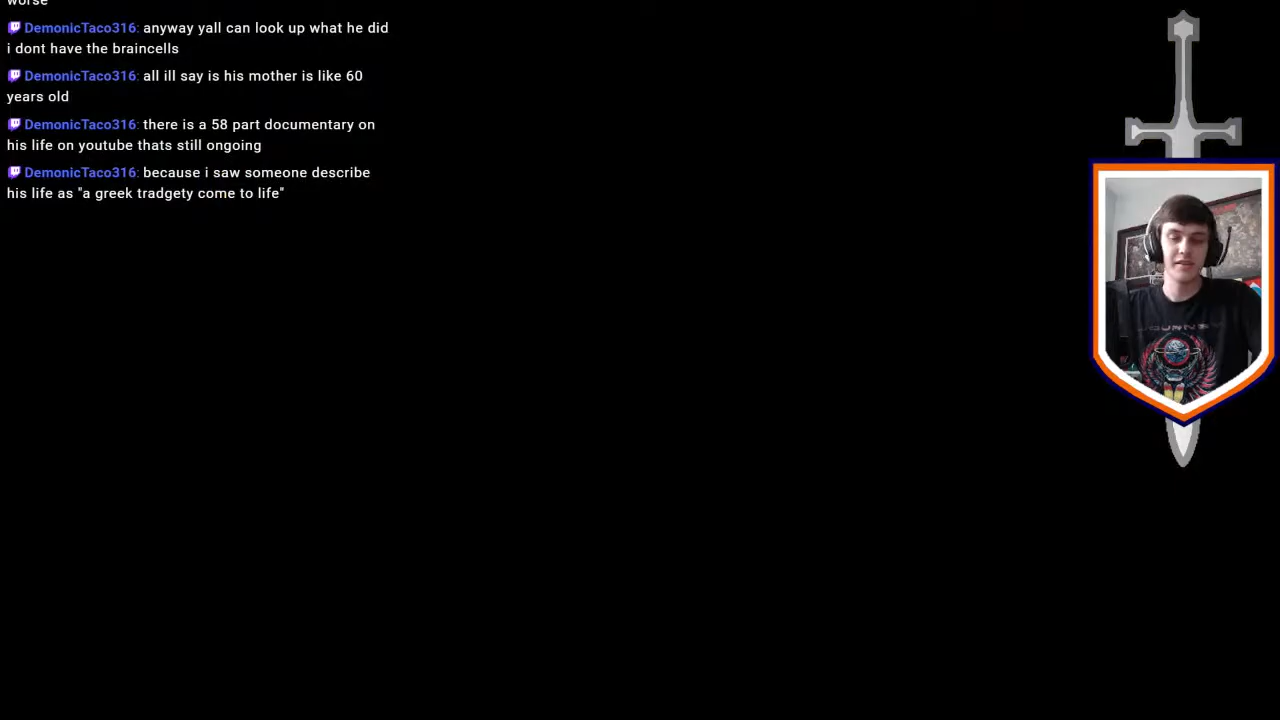 worse
DemonicTaco316: anyway yall can look up what he did
i dont have the braincells
DemonicTaco316: all ill say is his mother is like 60
years old
DemonicTaco316: there is a 58 part documentary on
his life on youtube thats still ongoing
DemonicTaco316: because i saw someone describe
his life as "a greek tradgety come to life"